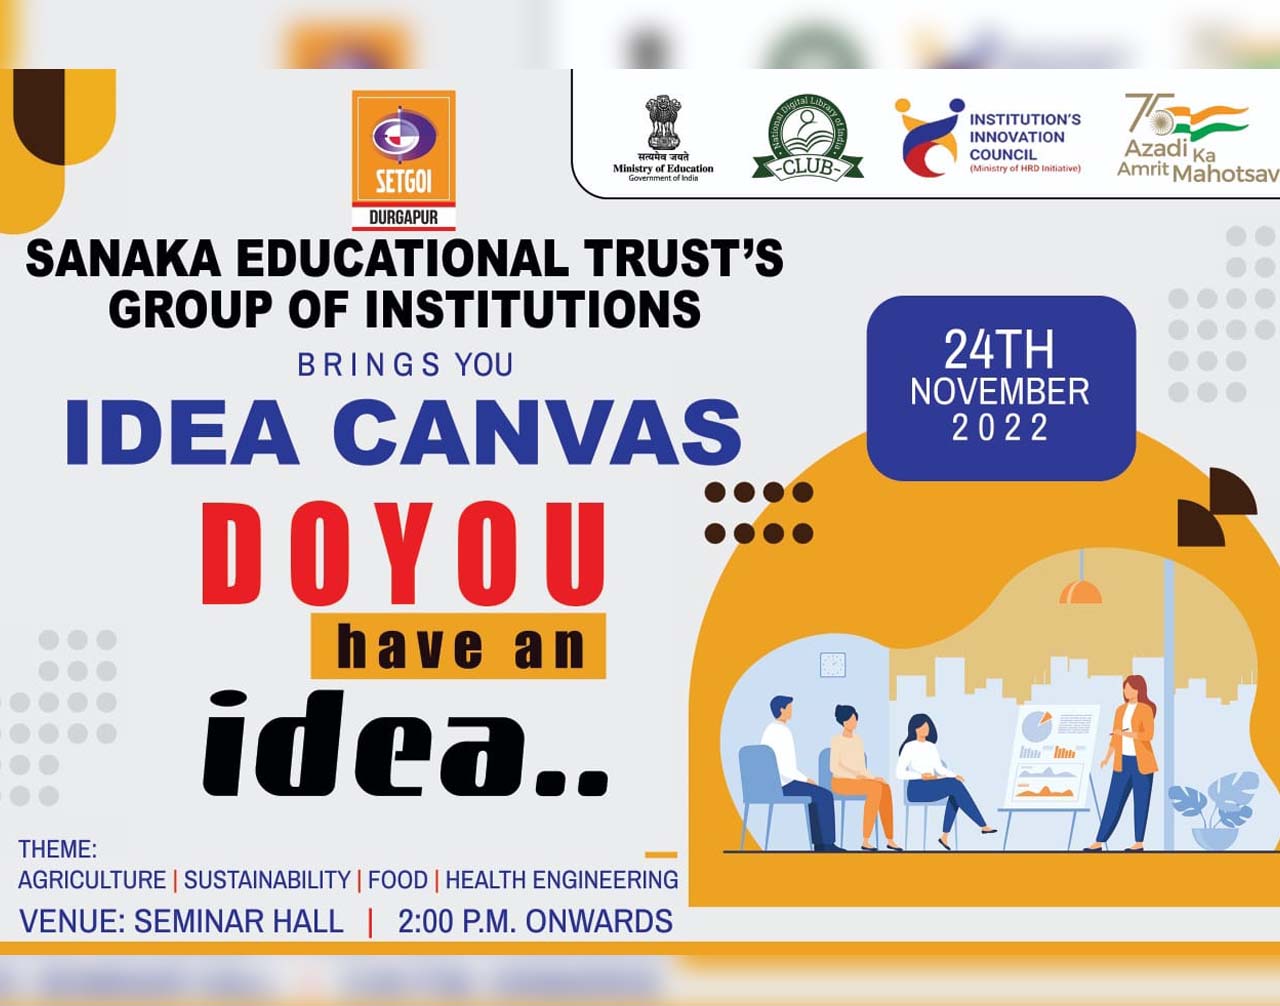 SETGOI
DURGAPUR
सत्यमेव जयते
Ministry of Education
Government of India
National Digital Library of India
-CLUB-
INSTITUTION'S
INNOVATION
COUNCIL
(Ministry of HRD Initiative)
75
Azadi Ka
Amrit Mahotsav
SANAKA EDUCATIONAL TRUST'S
GROUP OF INSTITUTIONS
BRINGS YOU
IDEA CANVAS
DOYOU
have an
idea..
24TH
NOVEMBER
2022
THEME:
AGRICULTURE | SUSTAINABILITY | FOOD | HEALTH ENGINEERING
VENUE: SEMINAR HALL | 2:00 P.M. ONWARDS